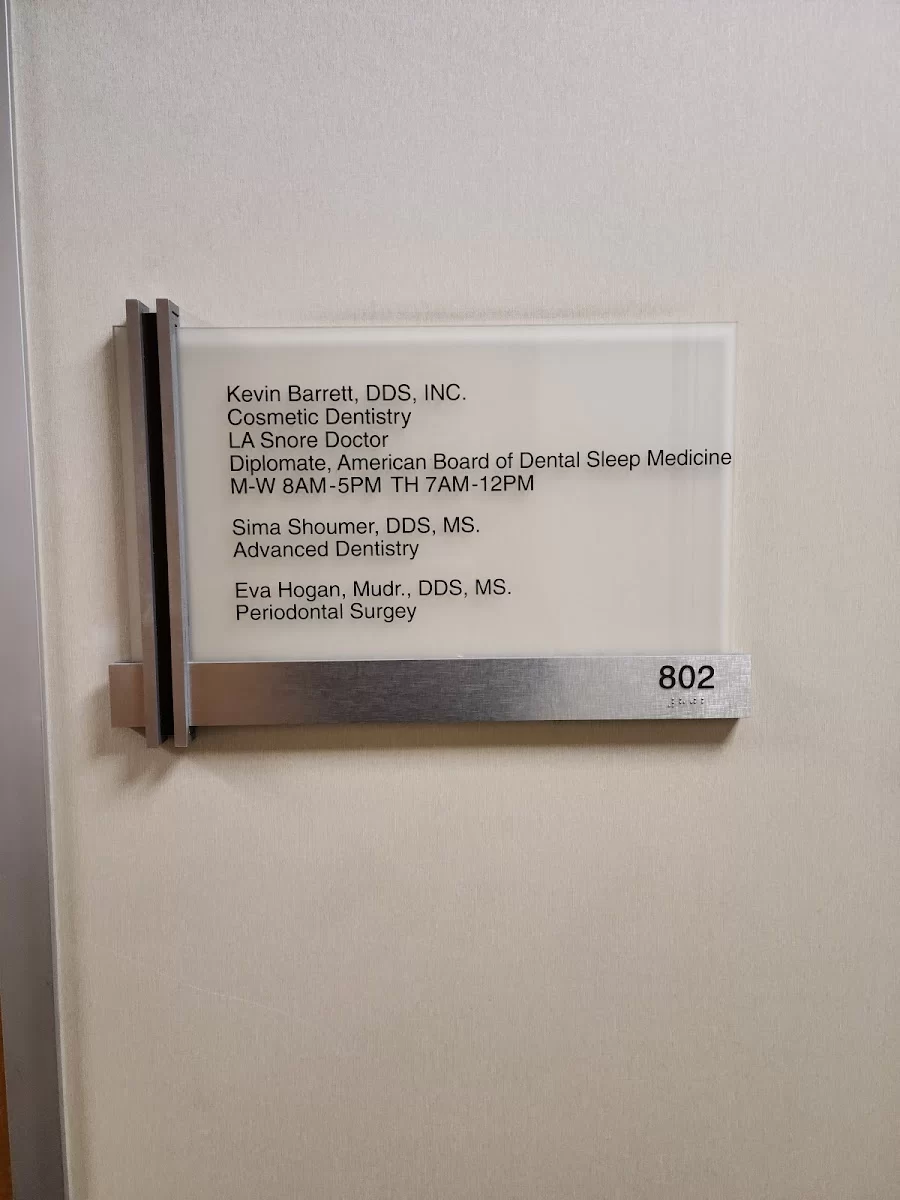 Kevin Barrett, DDS, INC.
Cosmetic Dentistry
LA Snore Doctor
Diplomate, American Board of Dental Sleep Medicine
M-W 8AM-5PM TH 7AM-12PM
Sima Shoumer, DDS, MS.
Advanced Dentistry
Eva Hogan, Mudr., DDS, MS.
Periodontal Surgey
802